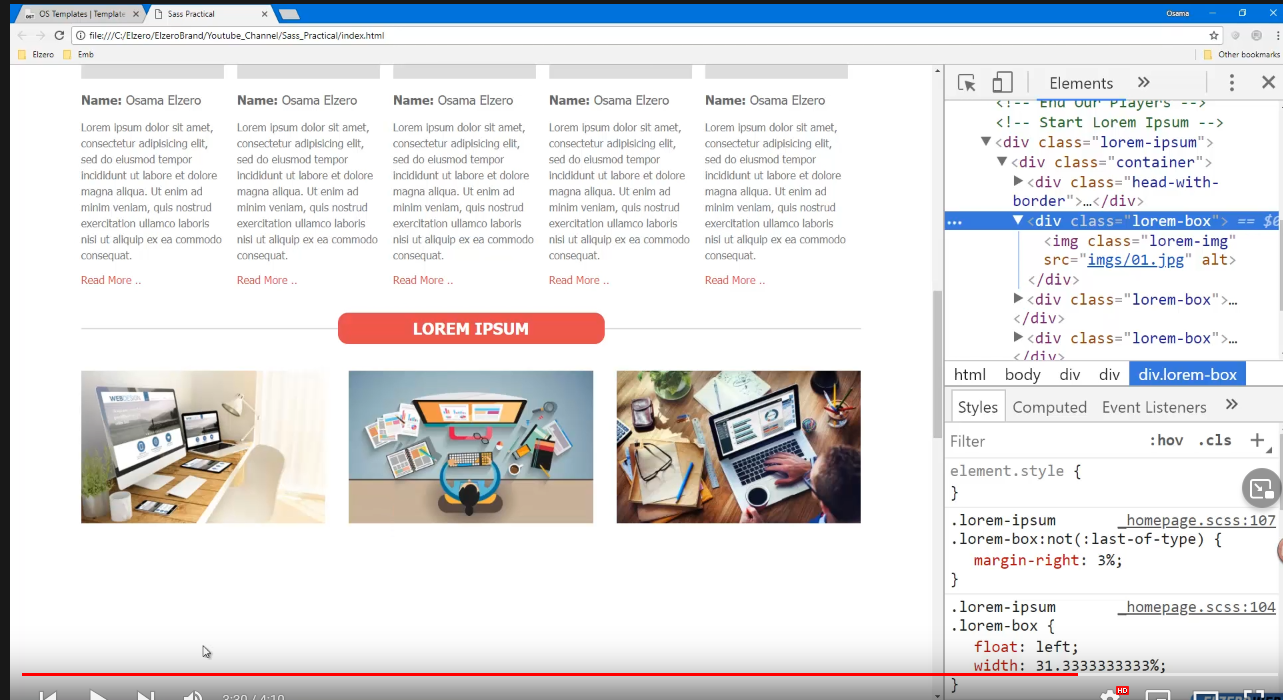 OS Templates | Template
Sass Practical
Osama
file:///C:/Elzero/ElzeroBrand/Youtube_Channel/Sass_Practical/index.html
Elzero
Emb
Other bookmarks
Name: Osama Elzero
Lorem ipsum dolor sit amet,
consectetur adipisicing elit,
sed do eiusmod tempor
incididunt ut labore et dolore
magna aliqua. Ut enim ad
minim veniam, quis nostrud
exercitation ullamco laboris
nisi ut aliquip ex ea commodo
consequat.
Read More ..
Name: Osama Elzero
Lorem ipsum dolor sit amet,
consectetur adipisicing elit,
sed do eiusmod tempor
incididunt ut labore et dolore
magna aliqua. Ut enim ad
minim veniam, quis nostrud
exercitation ullamco laboris
nisi ut aliquip ex ea commodo
consequat.
Read More ..
Name: Osama Elzero
Lorem ipsum dolor sit amet,
consectetur adipisicing elit,
sed do eiusmod tempor
incididunt ut labore et dolore
magna aliqua. Ut enim ad
minim veniam, quis nostrud
exercitation ullamco laboris
nisi ut aliquip ex ea commodo
consequat.
Read More ..
Name: Osama Elzero
Lorem ipsum dolor sit amet,
consectetur adipisicing elit,
sed do eiusmod tempor
incididunt ut labore et dolore
magna aliqua. Ut enim ad
minim veniam, quis nostrud
exercitation ullamco laboris
nisi ut aliquip ex ea commodo
consequat.
Read More ..
Name: Osama Elzero
Lorem ipsum dolor sit amet,
consectetur adipisicing elit,
sed do eiusmod tempor
incididunt ut labore et dolore
magna aliqua. Ut enim ad
minim veniam, quis nostrud
exercitation ullamco laboris
nisi ut aliquip ex ea commodo
consequat.
Read More ..
LOREM IPSUM
WEBDESIGN
Elements
<!-- End Our Players -->
<!-- Start Lorem Ipsum -->
<div class="lorem-ipsum">
<div class="container">
<div class="head-with-
border">…</div>
<div class="lorem-box"> == $0
<img class="lorem-img"
src="imgs/01.jpg" alt>
</div>
<div class="lorem-box">…
</div>
<div class="lorem-box">…
</div>
html body div div div.lorem-box
Styles Computed Event Listeners
Filter :hov .cls +
element.style {
}
.lorem-ipsum _homepage.scss:107
.lorem-box:not(:last-of-type) {
margin-right: 3%;
}
.lorem-ipsum _homepage.scss:104
.lorem-box {
float: left;
width: 31.3333333333%;
}
3:30 / 4:10
HD